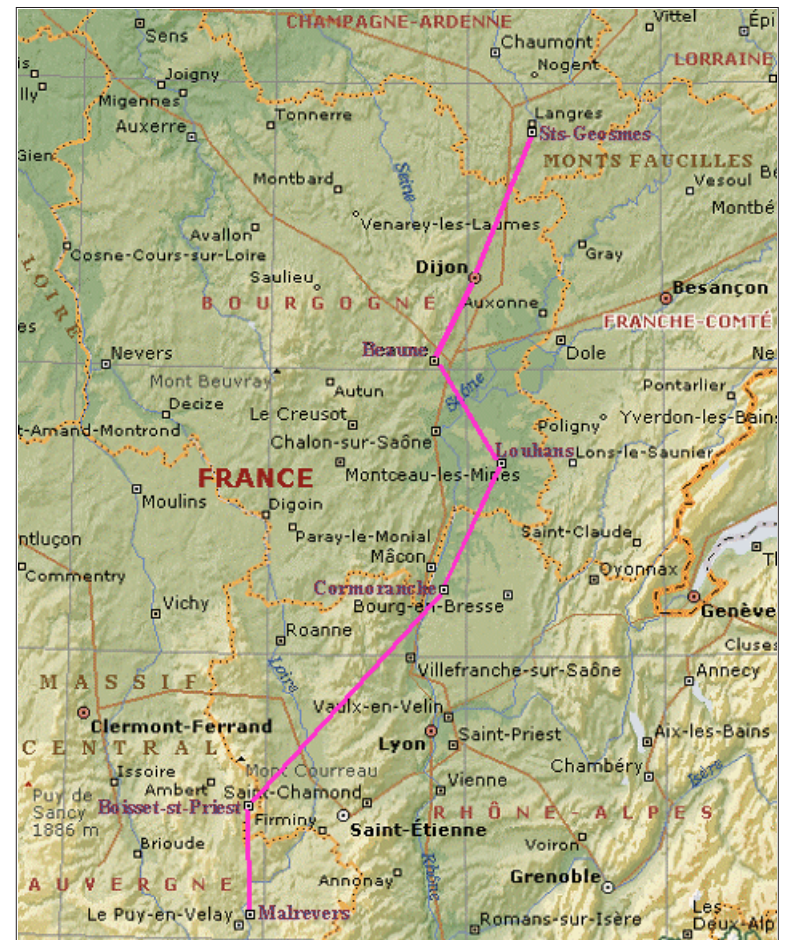 CHAMPAGNE-ARDENNE
Vittel
Épi
Sens
Chaumont
LORRAINE
is
Joigny
Nogent
lly
Migennes
Langres
Auxerre
Tonnerre
Sts-Geosmes
Gien
MONTS FAUCILLES
Be
Montbard
Seine
Vesoul
Montbé
Venarey-les-Laumes
Avallon
Cosne-Cours-sur-Loire
Gray
LOIRE
Saulieu
Dijon
Besançon
BOURGOGNE
Auxonne
es
FRANCHE-COMTÉ
Nevers
Beaune
Dole
Ne
Mont Beuvray
Autun
Saône
Pontarlier
Decize
Le Creusot
Poligny
Yverdon-les-Bains
t-Amand-Montrond
Chalon-sur-Saône
Louhans
Lons-le-Saunier
FRANCE
Montceau-les-Mines
Moulins
Digoin
ntluçon
Paray-le-Monial
Saint-Claude
Mâcon
Th
Commentry
Oyonnax
Cormoranche
Vichy
Bourg-en-Bresse
Genève
Roanne
Cluses
Loire
Villefranche-sur-Saône
Annecy
MASSIF
Vaulx-en-Velin
Clermont-Ferrand
Lyon
Saint-Priest
Aix-les-Bains
CENTRAL
Mont Courreau
Chambéry
Isère
Issoire
Ambert
Saint-Chamond
Vienne
Puy de
Sancy
1886 m
Boisset-st-Priest
Firminy
RHÔNE-ALPES
Saint-Étienne
Brioude
Voiron
Rhône
AUVERGNE
Annonay
Grenoble
Le Puy-en-Velay
Malrevers
Romans-sur-Isère
Les
Deux-Alp